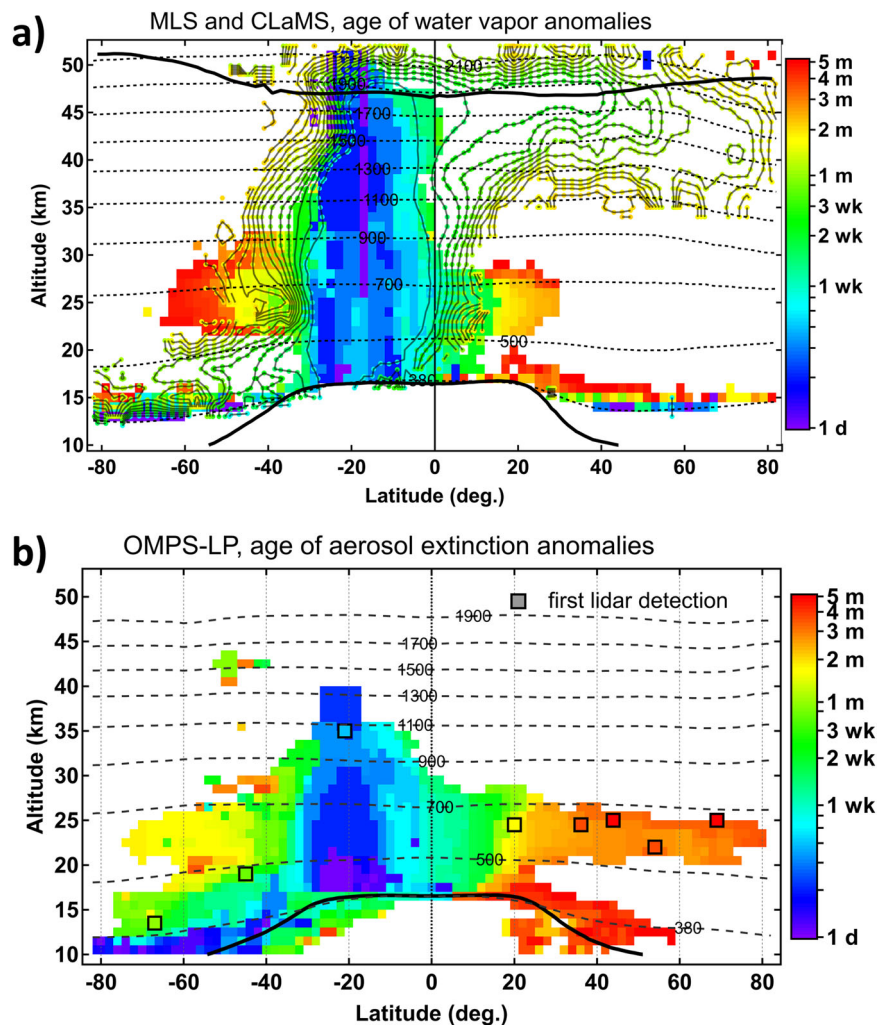 a)
MLS and CLaMS, age of water vapor anomalies
Altitude (km)
50
45
40
35
30
25
20
15
10
2100
1900
1700
1500
1300
1100
900
700
500
380
-80 -60 -40 -20 0 20 40 60 80
Latitude (deg.)
5 m
4 m
3 m
2 m
1 m
3 wk
2 wk
1 wk
1 d
b)
OMPS-LP, age of aerosol extinction anomalies
first lidar detection
Altitude (km)
50
45
40
35
30
25
20
15
10
1900
1700
1500
1300
1100
900
700
500
380
-80 -60 -40 -20 0 20 40 60 80
Latitude (deg.)
5 m
4 m
3 m
2 m
1 m
3 wk
2 wk
1 wk
1 d